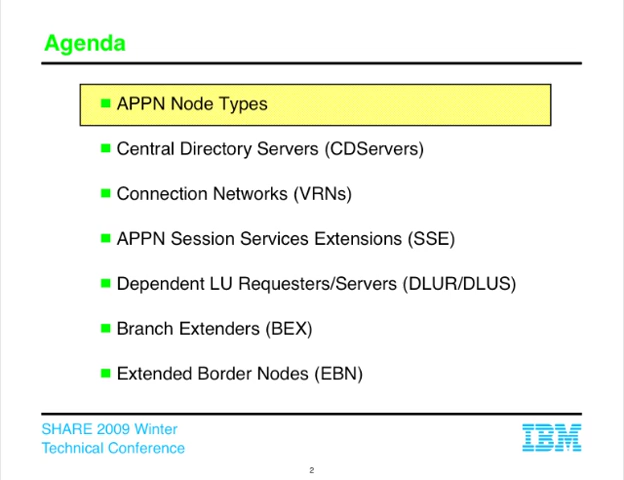 Agenda
APPN Node Types
Central Directory Servers (CDServers)
Connection Networks (VRNs)
APPN Session Services Extensions (SSE)
Dependent LU Requesters/Servers (DLUR/DLUS)
Branch Extenders (BEX)
Extended Border Nodes (EBN)
SHARE 2009 Winter
Technical Conference
IBM
2